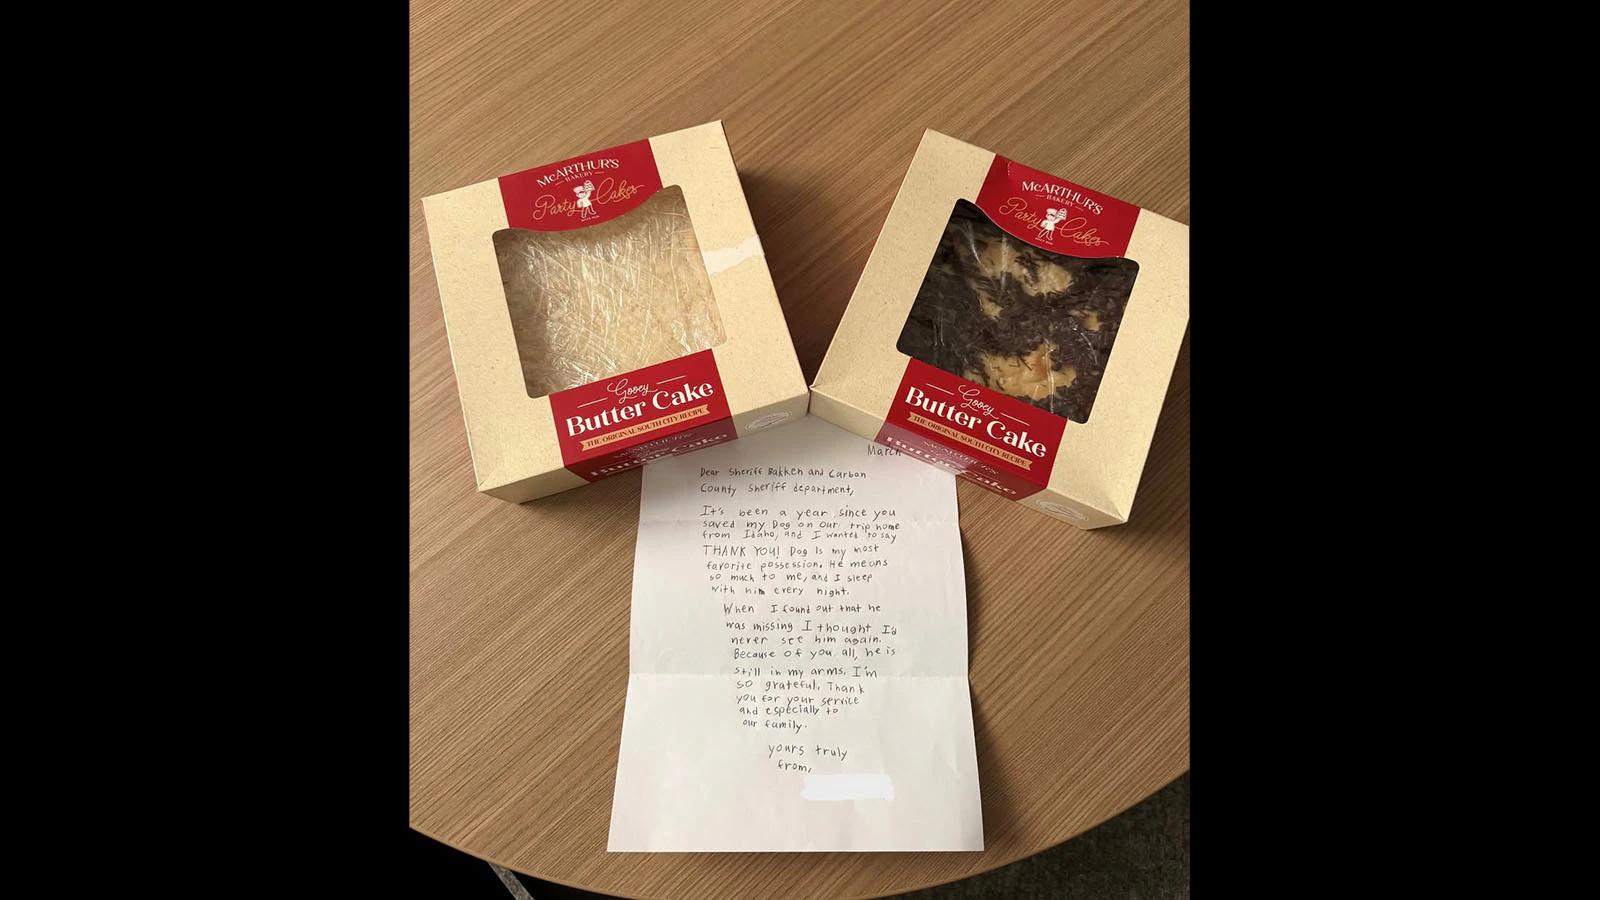 McARTHUR'S
BAKERY
Party Cakes
Gooey
Butter Cake
THE ORIGINAL SOUTH CITY RECIPE
McARTHUR'S
BAKERY
Party Cakes
Gooey
Butter Cake
THE ORIGINAL SOUTH CITY RECIPE
March
Dear Sheriff Bakken and Carbon
County Sheriff department,
It's been a year since you
saved my Dog on our trip home
from Idaho, and I wanted to say
THANK YOU! Dog Is my most
favorite possession. He means
so much to me, and I sleep
with him every night.
When I found out that he
was missing I thought I'd
never see him again.
Because of you all, he is
still in my arms. I'm
so grateful. Thank
you for your service
and especially to
our family.
yours truly
from,